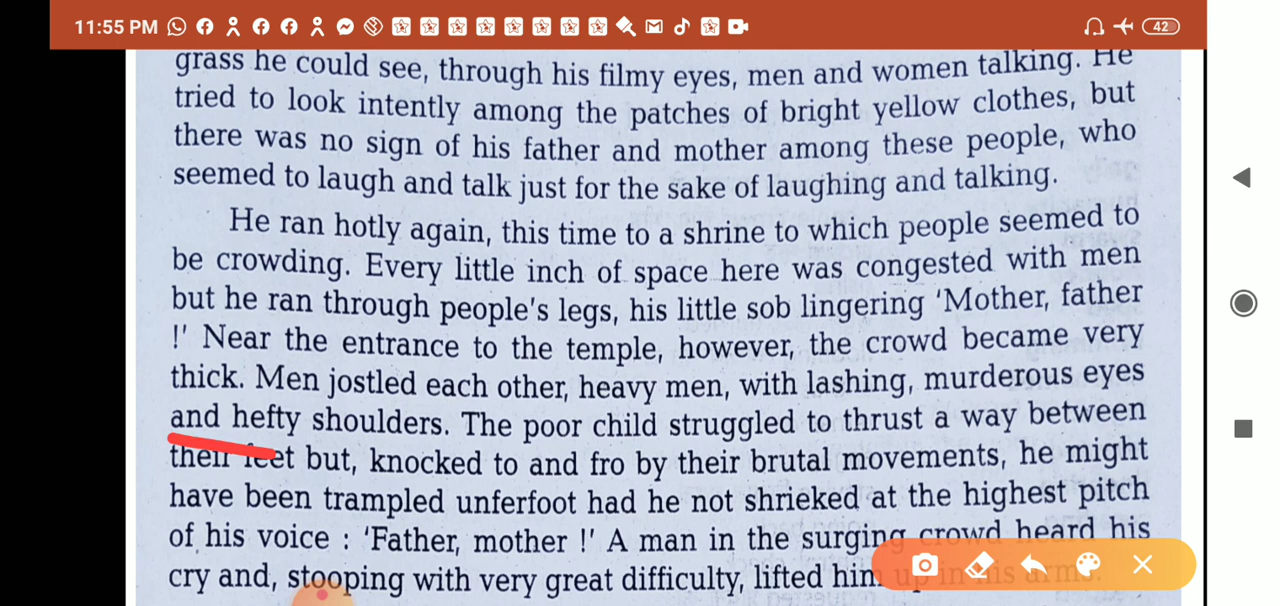 11:55 PM 42
grass he could see, through his filmy eyes, men and women talking. He
tried to look intently among the patches of bright yellow clothes, but
there was no sign of his father and mother among these people, who
seemed to laugh and talk just for the sake of laughing and talking.
He ran hotly again, this time to a shrine to which people seemed to
be crowding. Every little inch of space here was congested with men
but he ran through people's legs, his little sob lingering 'Mother, father
!' Near the entrance to the temple, however, the crowd became very
thick. Men jostled each other, heavy men, with lashing, murderous eyes
and hefty shoulders. The poor child struggled to thrust a way between
their feet but, knocked to and fro by their brutal movements, he might
have been trampled unferfoot had he not shrieked at the highest pitch
of his voice : 'Father, mother !' A man in the surging crowd heard his
cry and, stooping with very great difficulty, lifted him up in his arms.